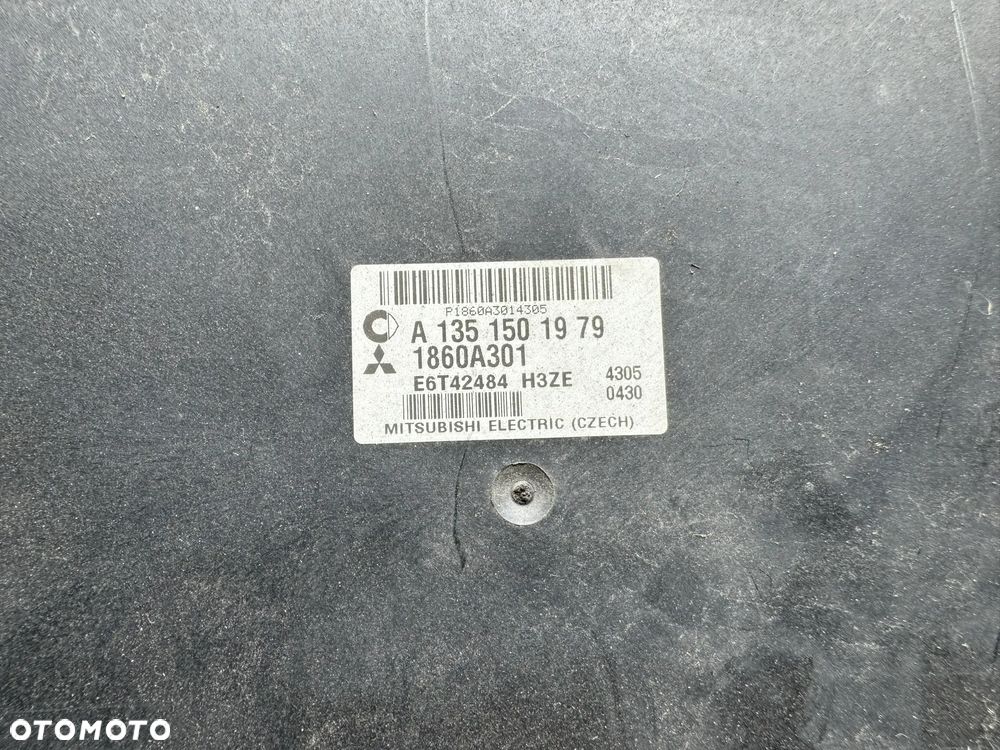 P1860A3014305
A 135 150 19 79
1860A301
E6T42484 H3ZE
4305
0430
MITSUBISHI ELECTRIC (CZECH)
OTOMOTO